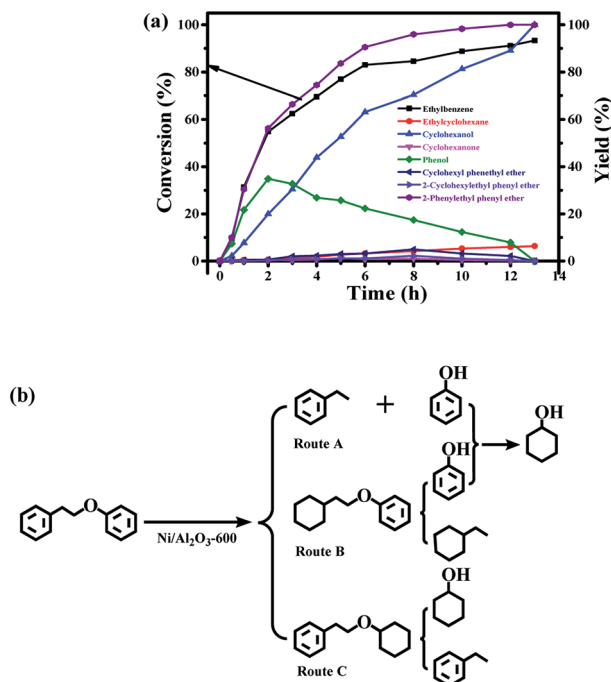 (a)
Conversion (%)
Yield (%)
100
80
60
40
20
0
100
80
60
40
20
0
Ethylbenzene
Ethylcyclohexane
Cyclohexanol
Cyclohexanone
Phenol
Cyclohexyl phenethyl ether
2-Cyclohexylethyl phenyl ether
2-Phenylethyl phenyl ether
0 2 4 6 8 10 12 14
Time (h)
(b)
OH
+
Route A
OH
OH
O
O
Ni/Al₂O₃-600
Route B
OH
O
Route C